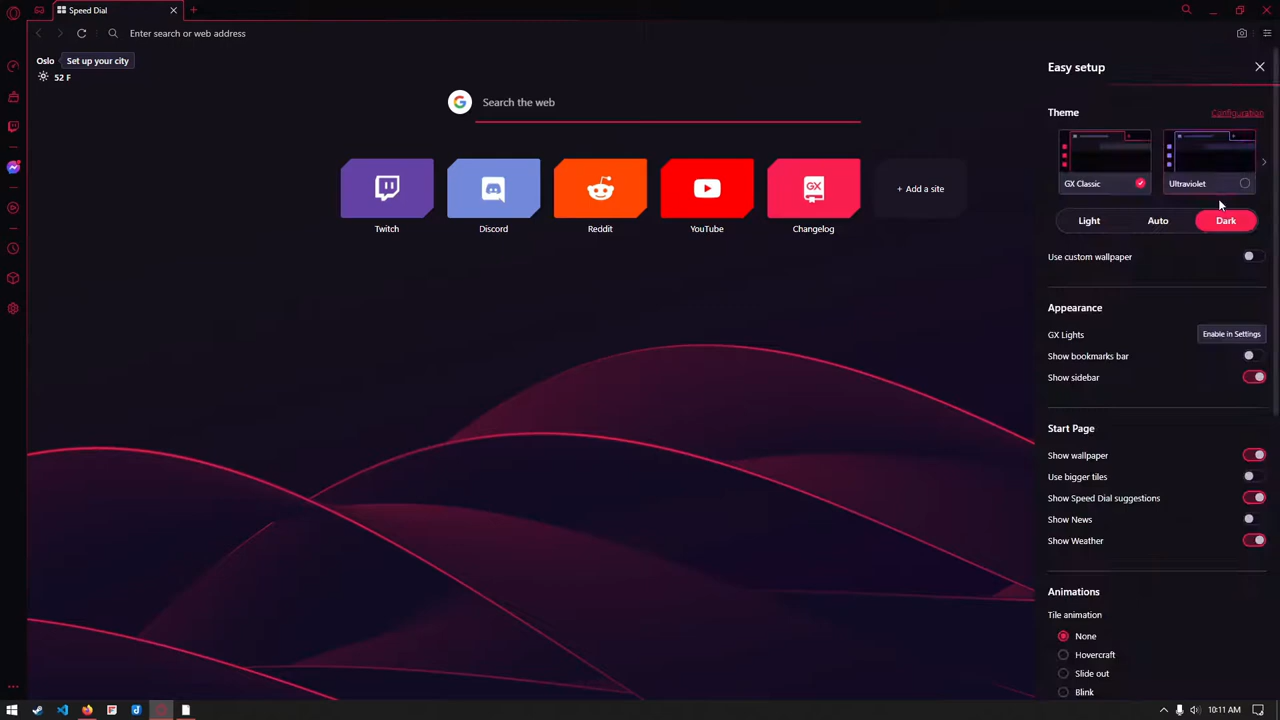 Speed Dial
Enter search or web address
Oslo
Set up your city
52 F
Search the web
+ Add a site
Twitch
Discord
Reddit
YouTube
GX
Changelog
Easy setup
Theme
Configuration
GX Classic
Ultraviolet
Light
Auto
Dark
Use custom wallpaper
Appearance
GX Lights
Enable in Settings
Show bookmarks bar
Show sidebar
Start Page
Show wallpaper
Use bigger tiles
Show Speed Dial suggestions
Show News
Show Weather
Animations
Tile animation
None
Hovercraft
Slide out
Blink
10:11 AM